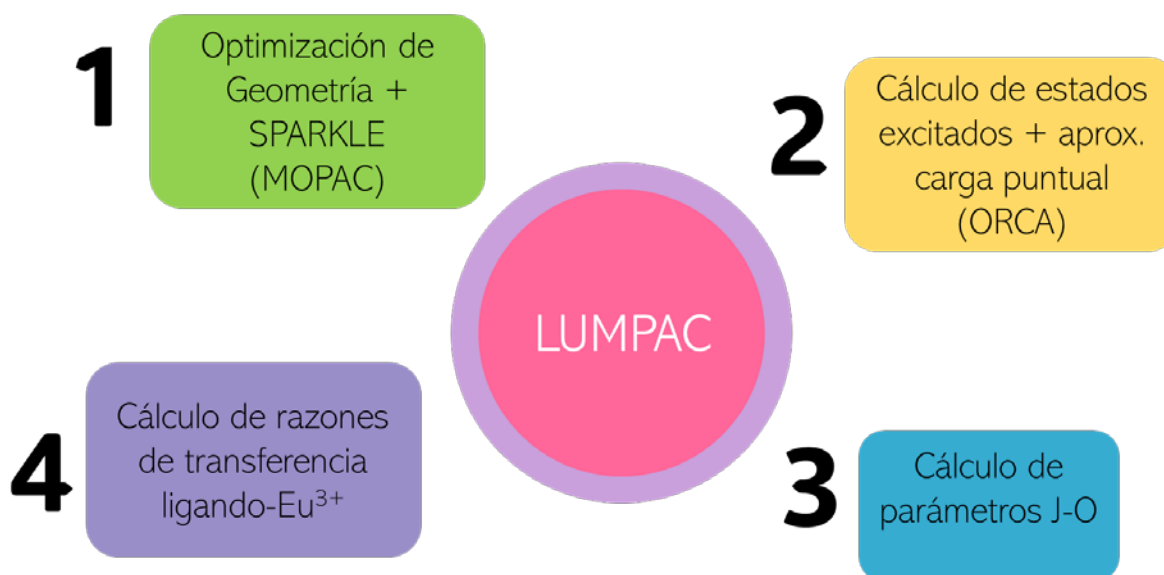 1
Optimización de
Geometría +
SPARKLE
(MOPAC)
2
Cálculo de estados
excitados + aprox.
carga puntual
(ORCA)
LUMPAC
4
Cálculo de razones
de transferencia
ligando-Eu³⁺
3
Cálculo de
parámetros J-O